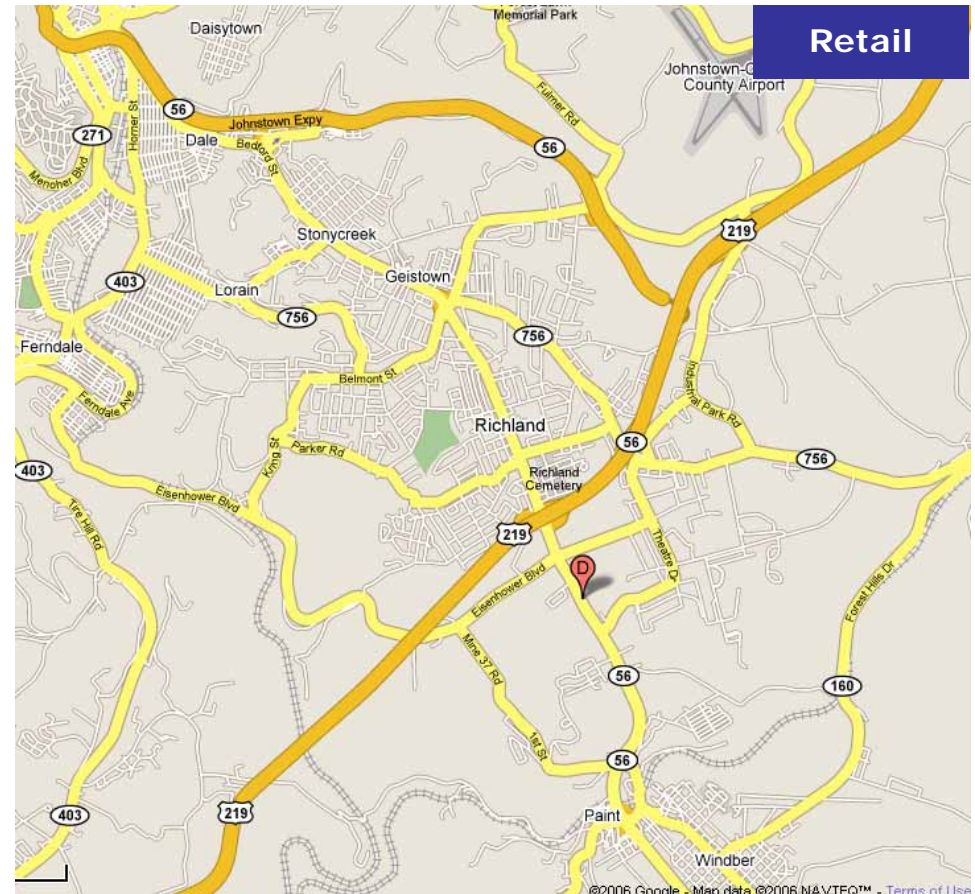 Memorial Park
Daisytown
Retail
Johnstown-C
County Airport
56
Fulmer Rd
Johnstown Expy
271
Horner St
Dale
Bedford St
56
Menoher Blvd
Stonycreek
219
Geistown
403
Lorain
756
756
Ferndale
Belmont St
Ferndale Ave
Industrial Park Rd
Richland
56
Kring St
Parker Rd
756
403
Richland
Cemetery
Eisenhower Blvd
Tire Hill Rd
219
Theatre Dr
D
Eisenhower Blvd
Forest Hills Dr
Mine 37 Rd
56
160
1st St
56
403
219
Paint
Windber
©2006 Google - Map data ©2006 NAVTEQ™ - Terms of Use